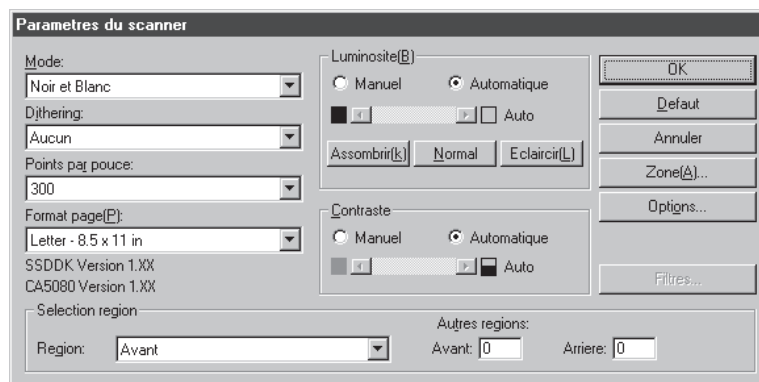 Parametres du scanner
Mode:
Noir et Blanc
Dithering:
Aucun
Points par pouce:
300
Format page(P):
Letter - 8.5 x 11 in
SSDDK Version 1.XX
CA5080 Version 1.XX
Luminosite(B)
Manuel Automatique
Auto
Assombrir(k) Normal Eclaircir(L)
Contraste
Manuel Automatique
Auto
OK
Defaut
Annuler
Zone(A)...
Options...
Filtres...
Selection region
Region: Avant
Autres regions:
Avant: 0 Arriere: 0